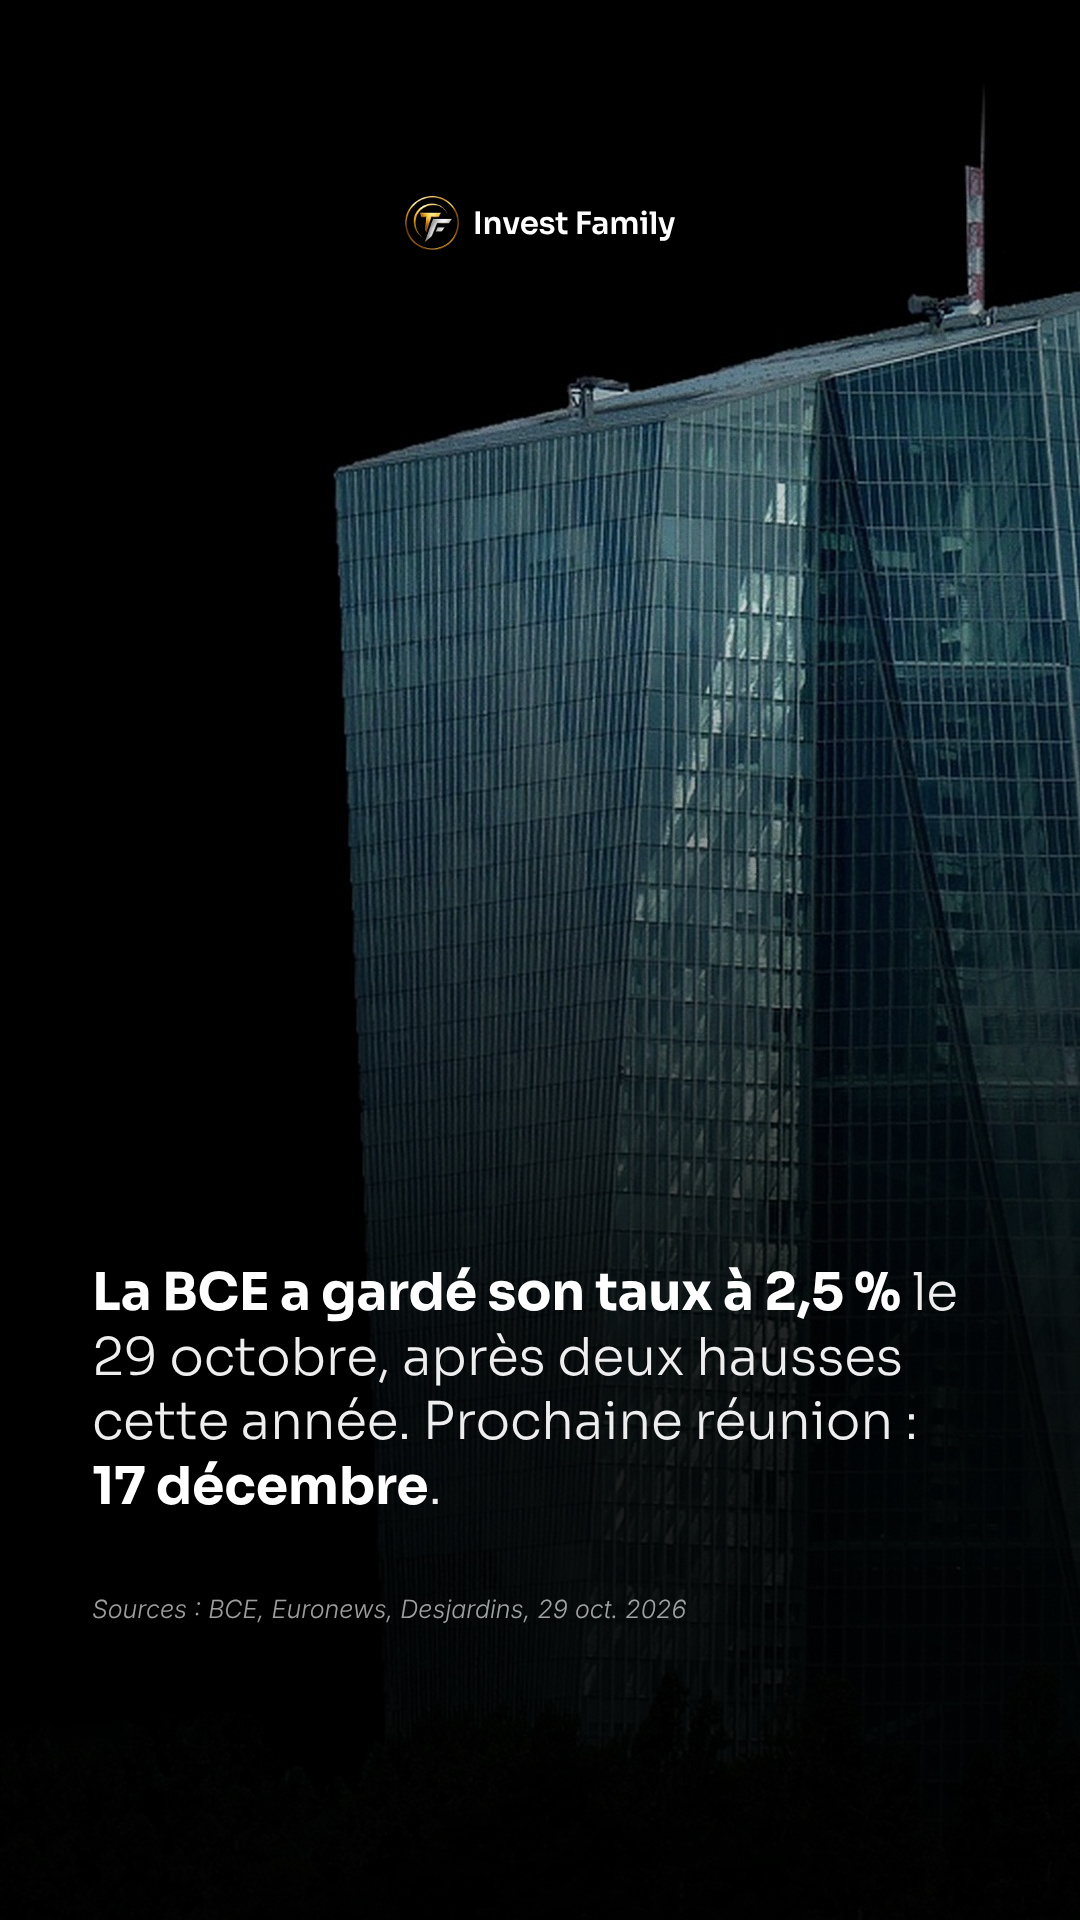 Invest Family
La BCE a gardé son taux à 2,5 % le
29 octobre, après deux hausses
cette année. Prochaine réunion :
17 décembre.
Sources : BCE, Euronews, Desjardins, 29 oct. 2026